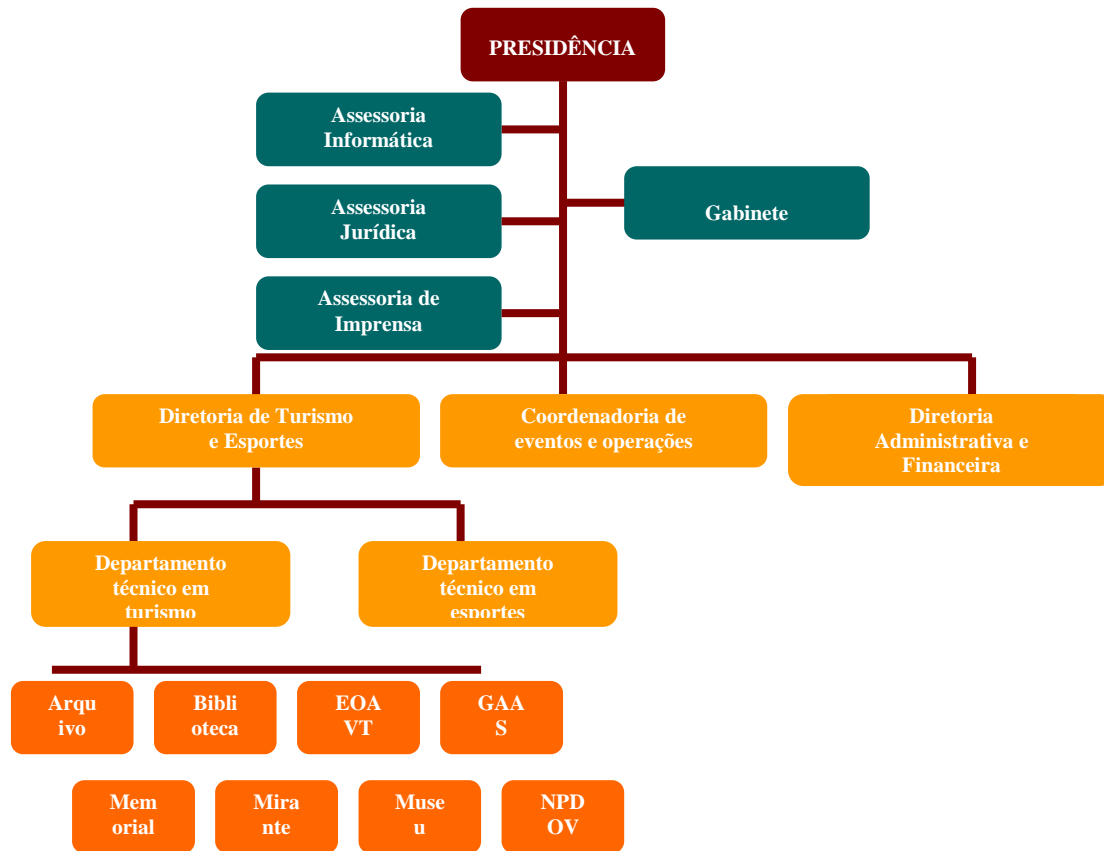 PRESIDÊNCIA
Assessoria
Informática
Assessoria
Jurídica
Gabinete
Assessoria de
Imprensa
Diretoria de Turismo
e Esportes
Coordenadoria de
eventos e operações
Diretoria
Administrativa e
Financeira
Departamento
técnico em
turismo
Departamento
técnico em
esportes
Arqu
ivo
Bibli
oteca
EOA
VT
GAA
S
Mem
orial
Mira
nte
Muse
u
NPD
OV